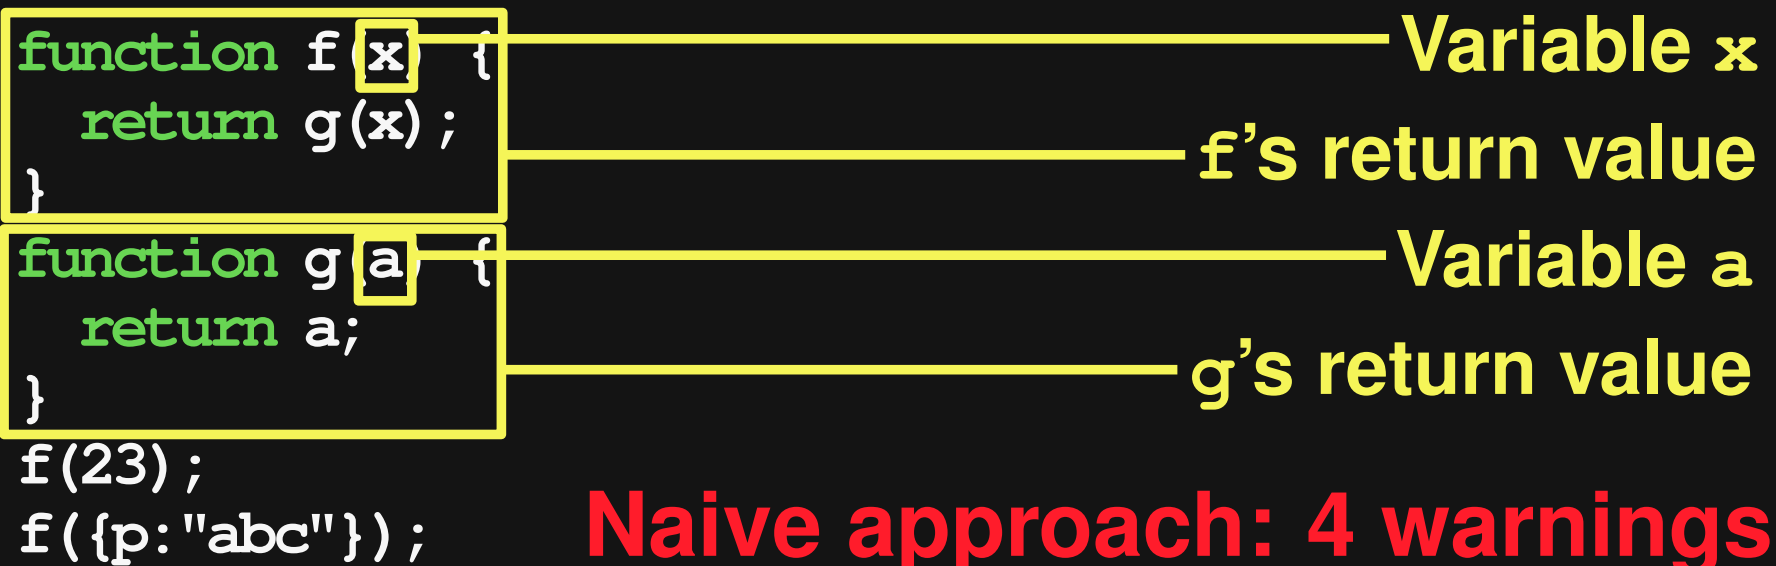 function f(x) { Variable x
return g(x);
f's return value
}
function g(a) { Variable a
return a;
g's return value
}
f(23);
f({p:"abc"}); Naive approach: 4 warnings